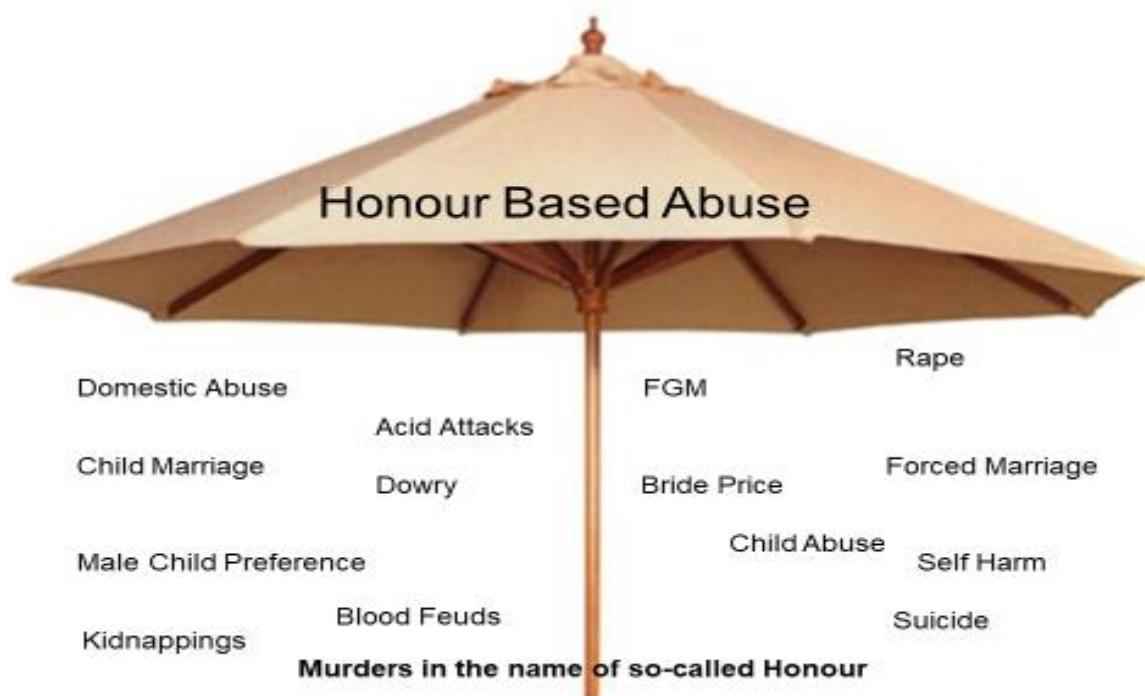 Honour Based Abuse
Rape
Domestic Abuse
FGM
Acid Attacks
Child Marriage
Forced Marriage
Dowry
Bride Price
Child Abuse
Male Child Preference
Self Harm
Blood Feuds
Suicide
Kidnappings
Murders in the name of so-called Honour